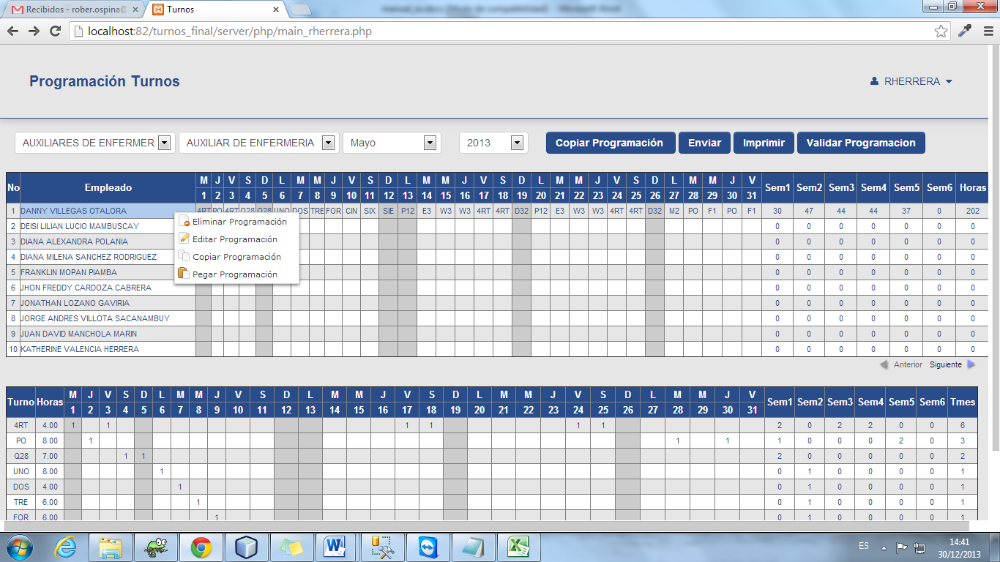 Recibidos - rober.ospina@
Turnos
manual_vs.docx [Modo de compatibilidad] - Microsoft Word
localhost:82/turnos_final/server/php/main_rherrera.php
Programación Turnos
RHERRERA
AUXILIARES DE ENFERMER AUXILIAR DE ENFERMERIA Mayo 2013 Copiar Programación Enviar Imprimir Validar Programacion
No Empleado M J V S D L M M J V S D L M M J V S D L M M J V S D L M M J V Sem1 Sem2 Sem3 Sem4 Sem5 Sem6 Horas
1 2 3 4 5 6 7 8 9 10 11 12 13 14 15 16 17 18 19 20 21 22 23 24 25 26 27 28 29 30 31
1 DANNY VILLEGAS OTALORA 4RT PO 4RT Q28 Q28 UNO DOS TRE FOR CIN SIX SIE P12 E3 W3 W3 4RT 4RT D32 P12 E3 W3 W3 4RT 4RT D32 M2 PO F1 PO F1 30 47 44 44 37 0 202
2 DEISI LILIAN LUCIO MAMBUSCAY 0 0 0 0 0 0 0
3 DIANA ALEXANDRA POLANIA 0 0 0 0 0 0 0
4 DIANA MILENA SANCHEZ RODRIGUEZ 0 0 0 0 0 0 0
5 FRANKLIN MOPAN PIAMBA 0 0 0 0 0 0 0
6 JHON FREDDY CARDOZA CABRERA 0 0 0 0 0 0 0
7 JONATHAN LOZANO GAVIRIA 0 0 0 0 0 0 0
8 JORGE ANDRES VILLOTA SACANAMBUY 0 0 0 0 0 0 0
9 JUAN DAVID MANCHOLA MARIN 0 0 0 0 0 0 0
10 KATHERINE VALENCIA HERRERA 0 0 0 0 0 0 0
Eliminar Programación
Editar Programación
Copiar Programación
Pegar Programación
Anterior Siguiente
Turno Horas M J V S D L M M J V S D L M M J V S D L M M J V S D L M M J V Sem1 Sem2 Sem3 Sem4 Sem5 Sem6 Tmes
1 2 3 4 5 6 7 8 9 10 11 12 13 14 15 16 17 18 19 20 21 22 23 24 25 26 27 28 29 30 31
4RT 4.00 1 1 1 1 1 1 2 0 2 2 0 0 6
PO 8.00 1 1 1 1 0 0 0 2 0 3
Q28 7.00 1 1 2 0 0 0 0 0 2
UNO 8.00 1 0 1 0 0 0 0 1
DOS 4.00 1 0 1 0 0 0 0 1
TRE 6.00 1 0 1 0 0 0 0 1
FOR 6.00 1 0 1 0 0 0 0 1
ES
14:41
30/12/2013